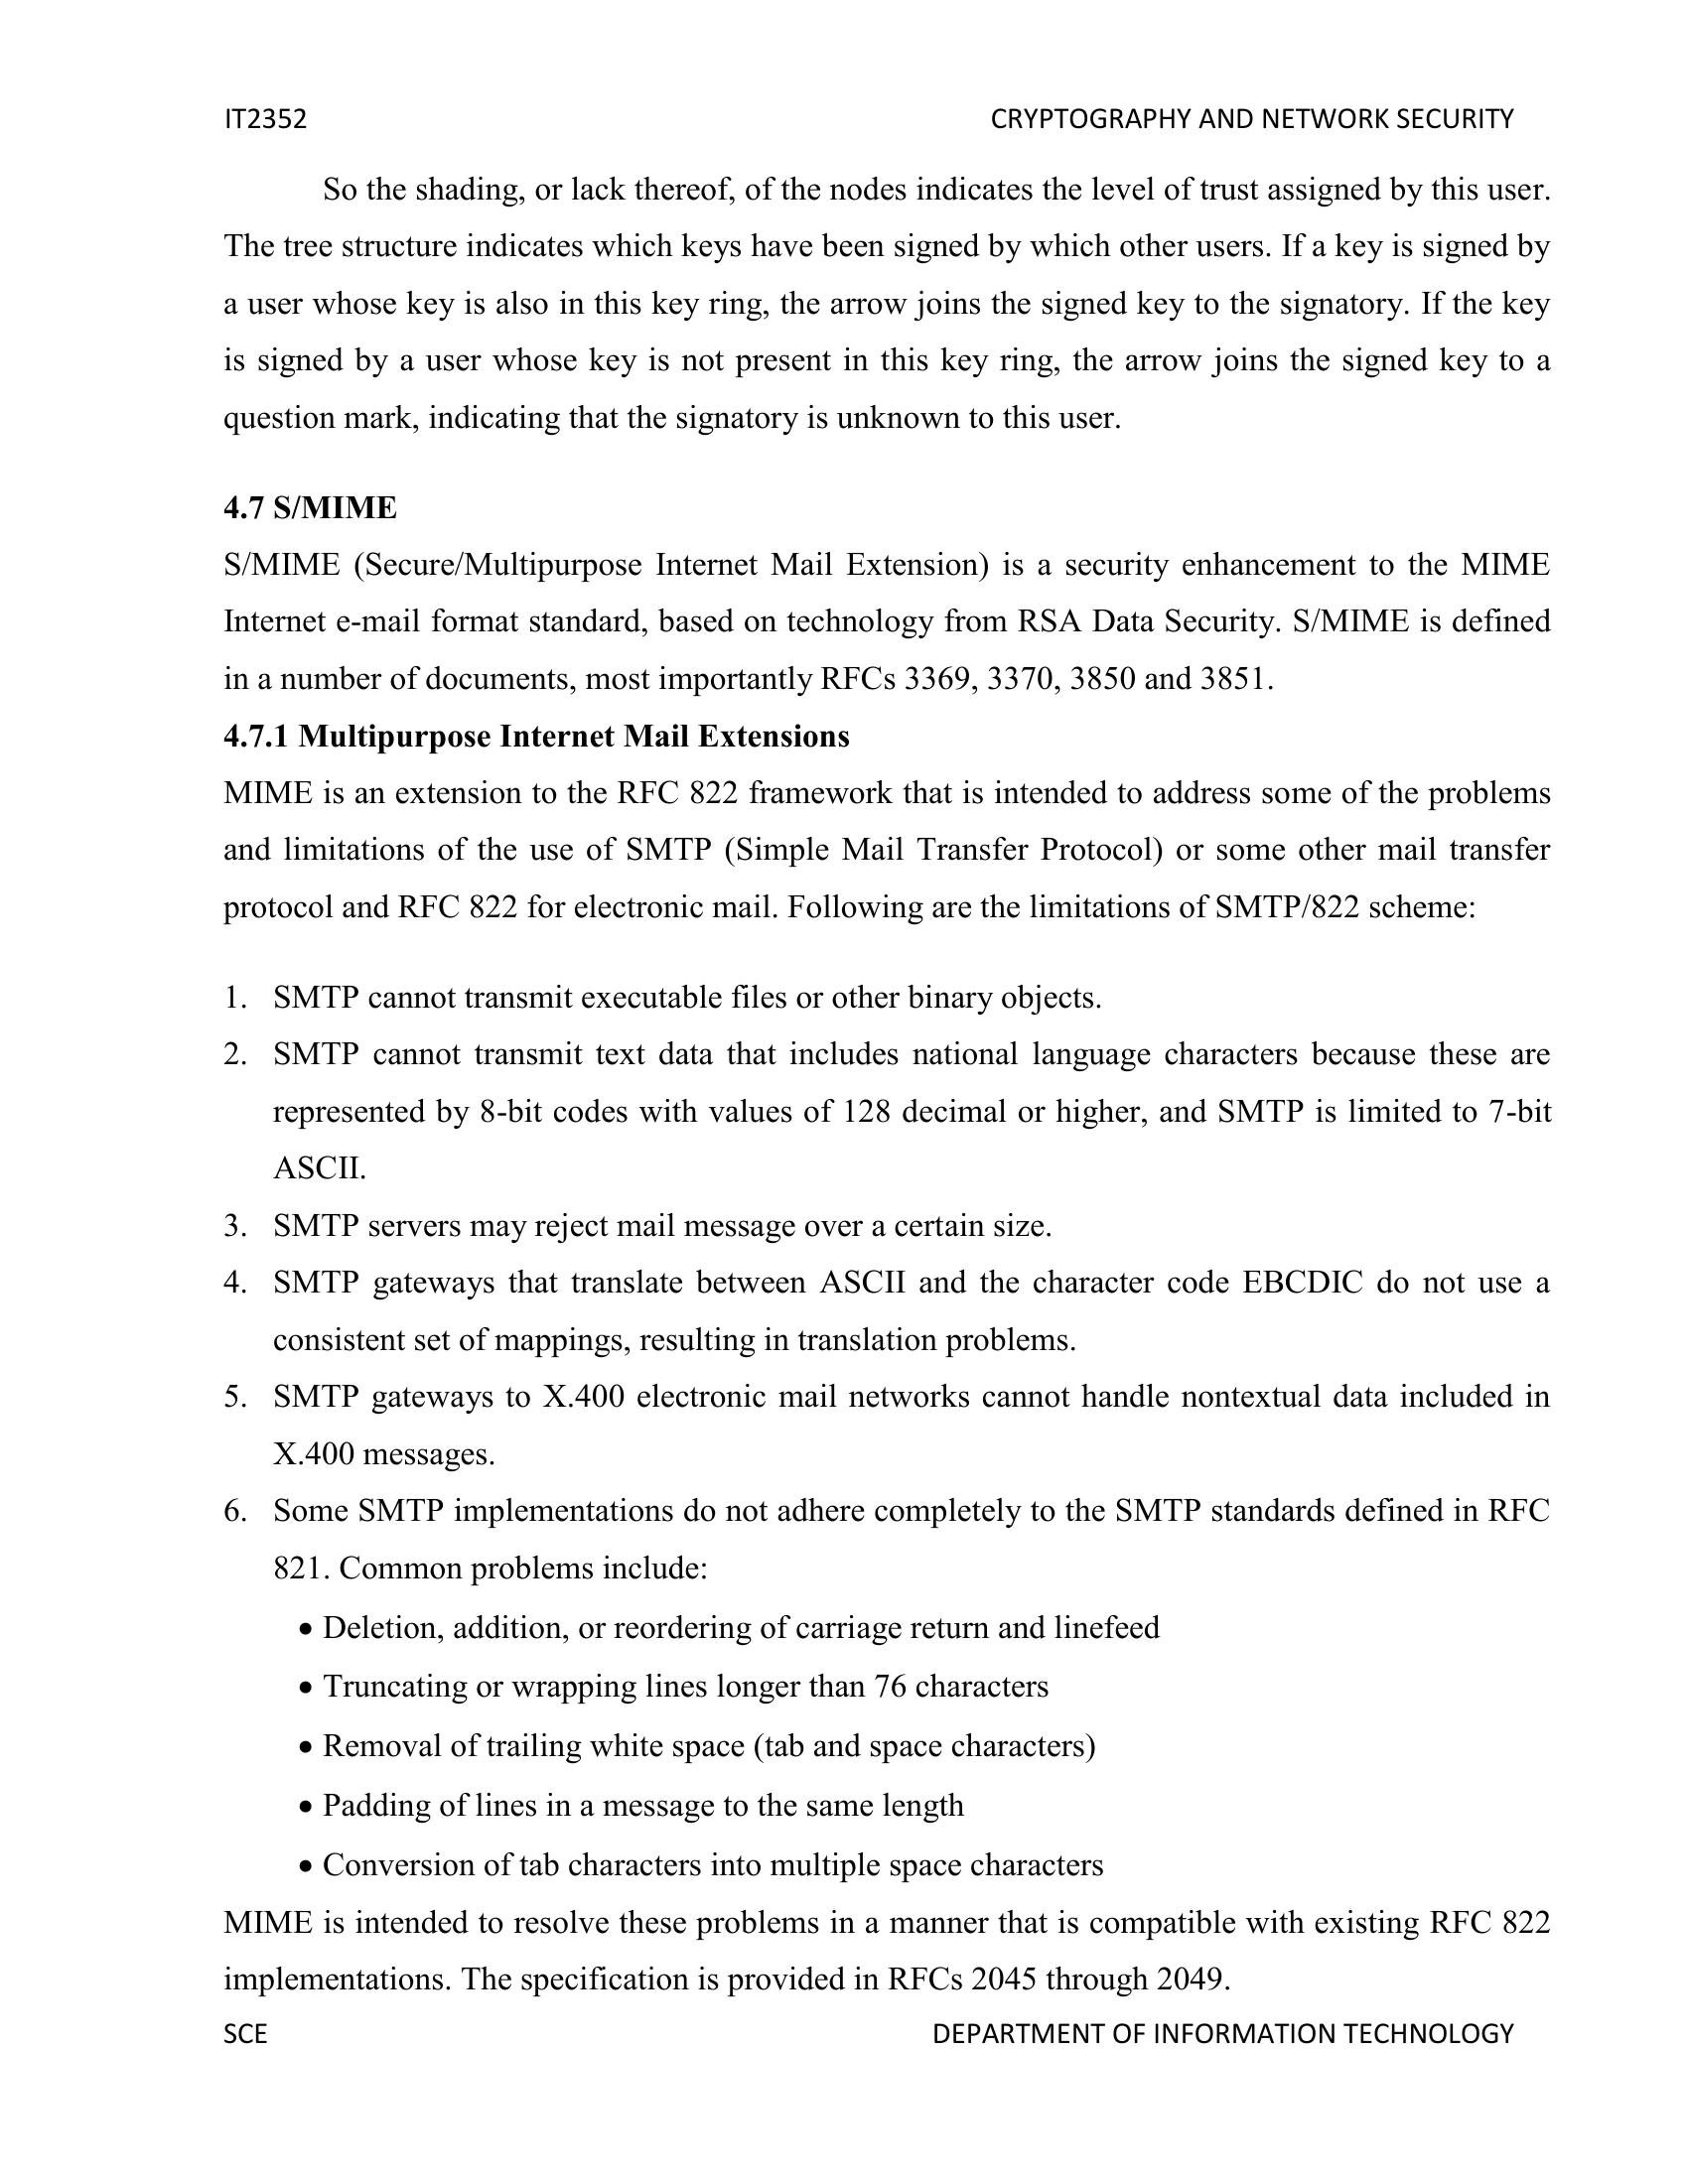 IT2352 CRYPTOGRAPHY AND NETWORK SECURITY
So the shading, or lack thereof, of the nodes indicates the level of trust assigned by this user.
The tree structure indicates which keys have been signed by which other users. If a key is signed by
a user whose key is also in this key ring, the arrow joins the signed key to the signatory. If the key
is signed by a user whose key is not present in this key ring, the arrow joins the signed key to a
question mark, indicating that the signatory is unknown to this user.
4.7 S/MIME
S/MIME (Secure/Multipurpose Internet Mail Extension) is a security enhancement to the MIME
Internet e-mail format standard, based on technology from RSA Data Security. S/MIME is defined
in a number of documents, most importantly RFCs 3369, 3370, 3850 and 3851.
4.7.1 Multipurpose Internet Mail Extensions
MIME is an extension to the RFC 822 framework that is intended to address some of the problems
and limitations of the use of SMTP (Simple Mail Transfer Protocol) or some other mail transfer
protocol and RFC 822 for electronic mail. Following are the limitations of SMTP/822 scheme:
1. SMTP cannot transmit executable files or other binary objects.
2. SMTP cannot transmit text data that includes national language characters because these are
represented by 8-bit codes with values of 128 decimal or higher, and SMTP is limited to 7-bit
ASCII.
3. SMTP servers may reject mail message over a certain size.
4. SMTP gateways that translate between ASCII and the character code EBCDIC do not use a
consistent set of mappings, resulting in translation problems.
5. SMTP gateways to X.400 electronic mail networks cannot handle nontextual data included in
X.400 messages.
6. Some SMTP implementations do not adhere completely to the SMTP standards defined in RFC
821. Common problems include:
• Deletion, addition, or reordering of carriage return and linefeed
• Truncating or wrapping lines longer than 76 characters
• Removal of trailing white space (tab and space characters)
• Padding of lines in a message to the same length
• Conversion of tab characters into multiple space characters
MIME is intended to resolve these problems in a manner that is compatible with existing RFC 822
implementations. The specification is provided in RFCs 2045 through 2049.
SCE DEPARTMENT OF INFORMATION TECHNOLOGY